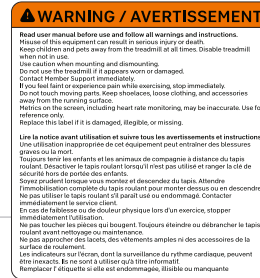 WARNING / AVERTISSEMENT
Read user manual before use and follow all warnings and instructions.
Misuse of this equipment can result in serious injury or death.
Keep children and pets away from the treadmill at all times. Disable treadmill
when not in use.
Use caution when mounting and dismounting.
Do not use the treadmill if it appears worn or damaged.
Contact Member Support immediately.
If you feel faint or experience pain while exercising, stop immediately.
Do not touch moving parts. Keep shoelaces, loose clothing, and accessories
away from the running surface.
Metrics on the screen, including heart rate monitoring, may be inaccurate. Use fo
reference only.
Replace this label if it is damaged, illegible, or missing.
Lire la notice avant utilisation et suivre tous les avertissements et instructions
Une utilisation inappropriée de cet équipement peut entraîner des blessures
graves ou la mort.
Toujours tenir les enfants et les animaux de compagnie à distance du tapis
roulant. Désactiver le tapis roulant lorsqu'il n'est pas utilisé et ranger la clé de
sécurité hors de portée des enfants.
Soyez prudent lorsque vous montez et descendez du tapis. Attendre
l'immobilisation complète du tapis roulant pour monter dessus ou en descendre
Ne pas utiliser le tapis roulant s'il paraît usé ou endommagé. Contacter
immédiatement le service client.
En cas de faiblesse ou de douleur physique lors d'un exercice, stopper
immédiatement l'utilisation.
Ne pas toucher les pièces qui bougent. Toujours éteindre ou débrancher le tapis
roulant avant nettoyage ou maintenance.
Ne pas approcher des lacets, des vêtements amples ni des accessoires de la
surface de roulement.
Les indicateurs sur l'écran, dont la surveillance du rythme cardiaque, peuvent
être inexacts. Ils ne sont à utiliser qu'à titre informatif.
Remplacer l'étiquette si elle est endommagée, illisible ou manquante